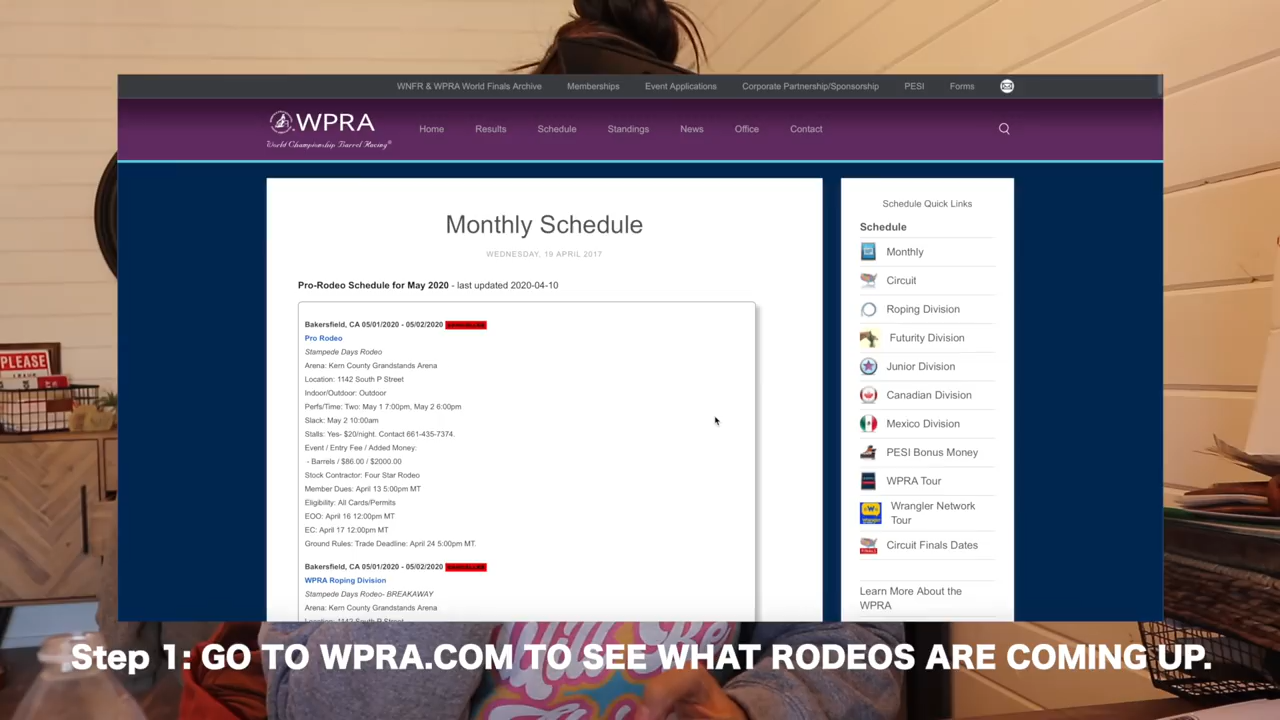 WNFR & WPRA World Finals Archive Memberships Event Applications Corporate Partnership/Sponsorship PESI Forms
WPRA
World Championship Barrel Racing®
Home Results Schedule Standings News Office Contact
Monthly Schedule
WEDNESDAY, 19 APRIL 2017
Pro-Rodeo Schedule for May 2020 - last updated 2020-04-10
Bakersfield, CA 05/01/2020 - 05/02/2020 CANCELLED
Pro Rodeo
Stampede Days Rodeo
Arena: Kern County Grandstands Arena
Location: 1142 South P Street
Indoor/Outdoor: Outdoor
Perfs/Time: Two: May 1 7:00pm, May 2 6:00pm
Slack: May 2 10:00am
Stalls: Yes- $20/night. Contact 661-435-7374.
Event / Entry Fee / Added Money:
- Barrels / $86.00 / $2000.00
Stock Contractor: Four Star Rodeo
Member Dues: April 13 5:00pm MT
Eligibility: All Cards/Permits
EOO: April 16 12:00pm MT
EC: April 17 12:00pm MT
Ground Rules: Trade Deadline: April 24 5:00pm MT.
Bakersfield, CA 05/01/2020 - 05/02/2020 CANCELLED
WPRA Roping Division
Stampede Days Rodeo- BREAKAWAY
Arena: Kern County Grandstands Arena
Schedule Quick Links
Schedule
Monthly
Circuit
Roping Division
Futurity Division
Junior Division
Canadian Division
Mexico Division
PESI Bonus Money
WPRA Tour
Wrangler Network
Tour
Circuit Finals Dates
Learn More About the
WPRA
PLEASE
Step 1: GO TO WPRA.COM TO SEE WHAT RODEOS ARE COMING UP.